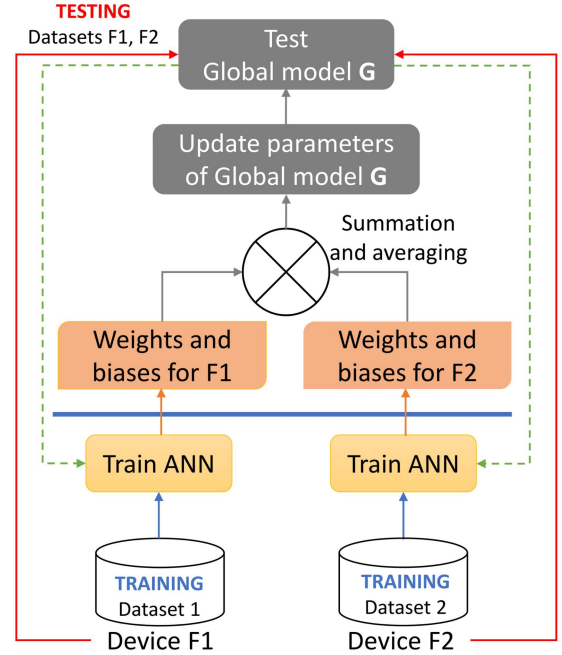 TESTING
Datasets F1, F2
Test
Global model G
Update parameters
of Global model G
Summation
and averaging
Weights and
biases for F1
Weights and
biases for F2
Train ANN
Train ANN
TRAINING
Dataset 1
TRAINING
Dataset 2
Device F1
Device F2